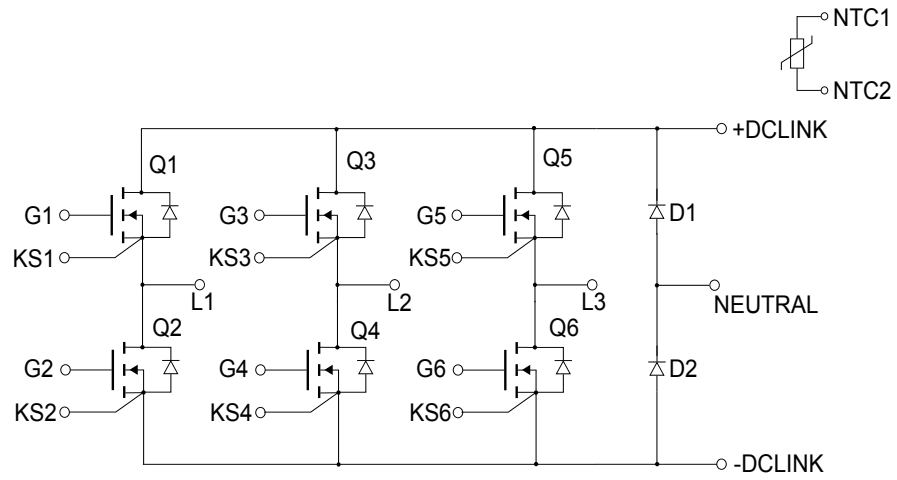 NTC1
NTC2
+DCLINK
Q1
Q3
Q5
G1
G3
G5
D1
KS1
KS3
KS5
L1
L2
L3
NEUTRAL
Q2
Q4
Q6
G2
G4
G6
D2
KS2
KS4
KS6
-DCLINK